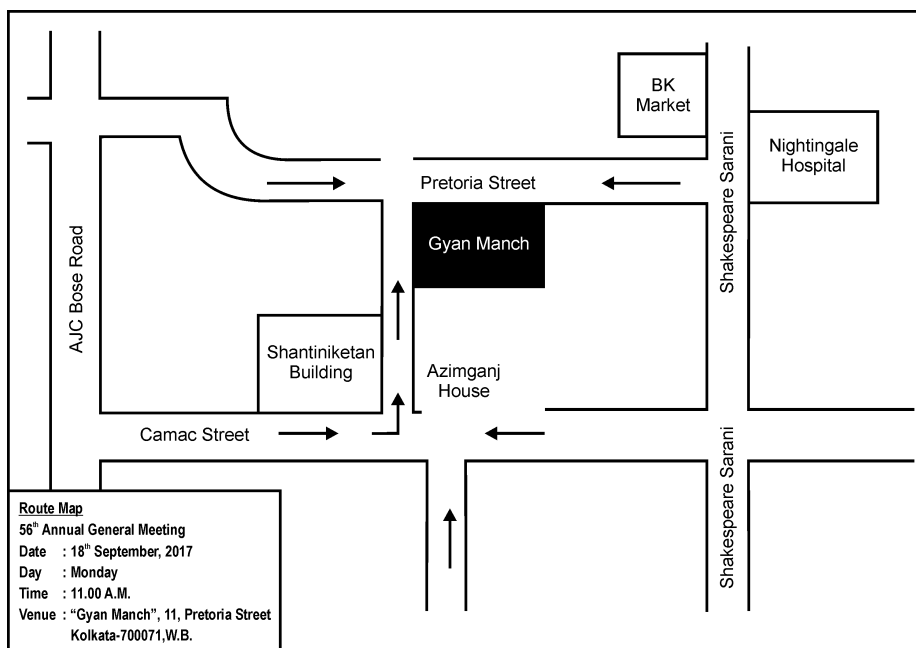 BK
Market
Shakespeare Sarani
Nightingale
Hospital
Pretoria Street
Gyan Manch
AJC Bose Road
Shantiniketan
Building
Azimganj
House
Camac Street
Shakespeare Sarani
Route Map
56th Annual General Meeting
Date : 18th September, 2017
Day : Monday
Time : 11.00 A.M.
Venue : “Gyan Manch”, 11, Pretoria Street
Kolkata-700071,W.B.